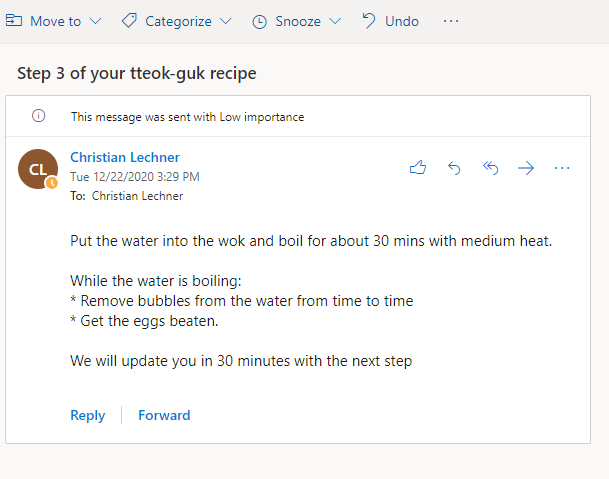 Move to Categorize Snooze Undo ...
Step 3 of your tteok-guk recipe
This message was sent with Low importance
CL
Christian Lechner
Tue 12/22/2020 3:29 PM
To: Christian Lechner
Put the water into the wok and boil for about 30 mins with medium heat.
While the water is boiling:
* Remove bubbles from the water from time to time
* Get the eggs beaten.
We will update you in 30 minutes with the next step
Reply Forward